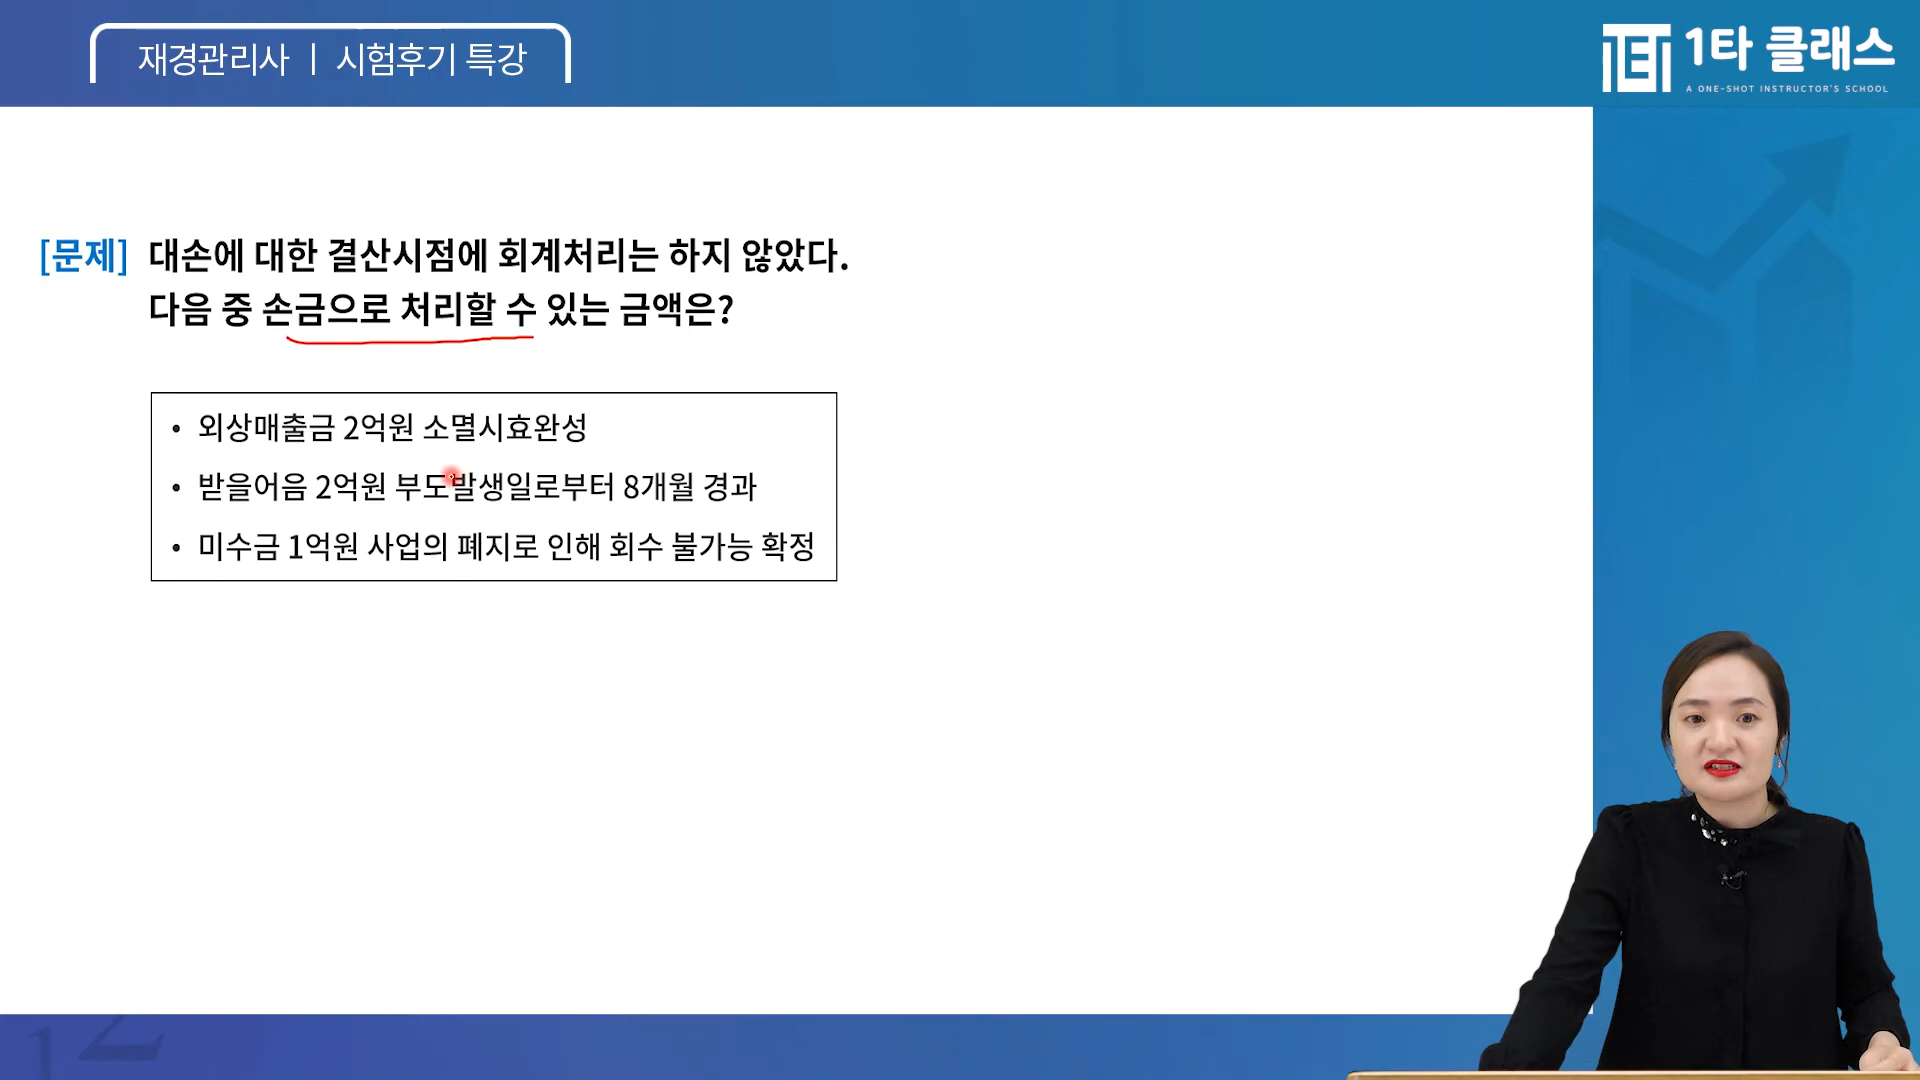 재경관리사 ㅣ 시험후기 특강
1타 클래스
A ONE-SHOT INSTRUCTOR'S SCHOOL
[문제] 대손에 대한 결산시점에 회계처리는 하지 않았다.
다음 중 손금으로 처리할 수 있는 금액은?
• 외상매출금 2억원 소멸시효완성
• 받을어음 2억원 부도발생일로부터 8개월 경과
• 미수금 1억원 사업의 폐지로 인해 회수 불가능 확정
12